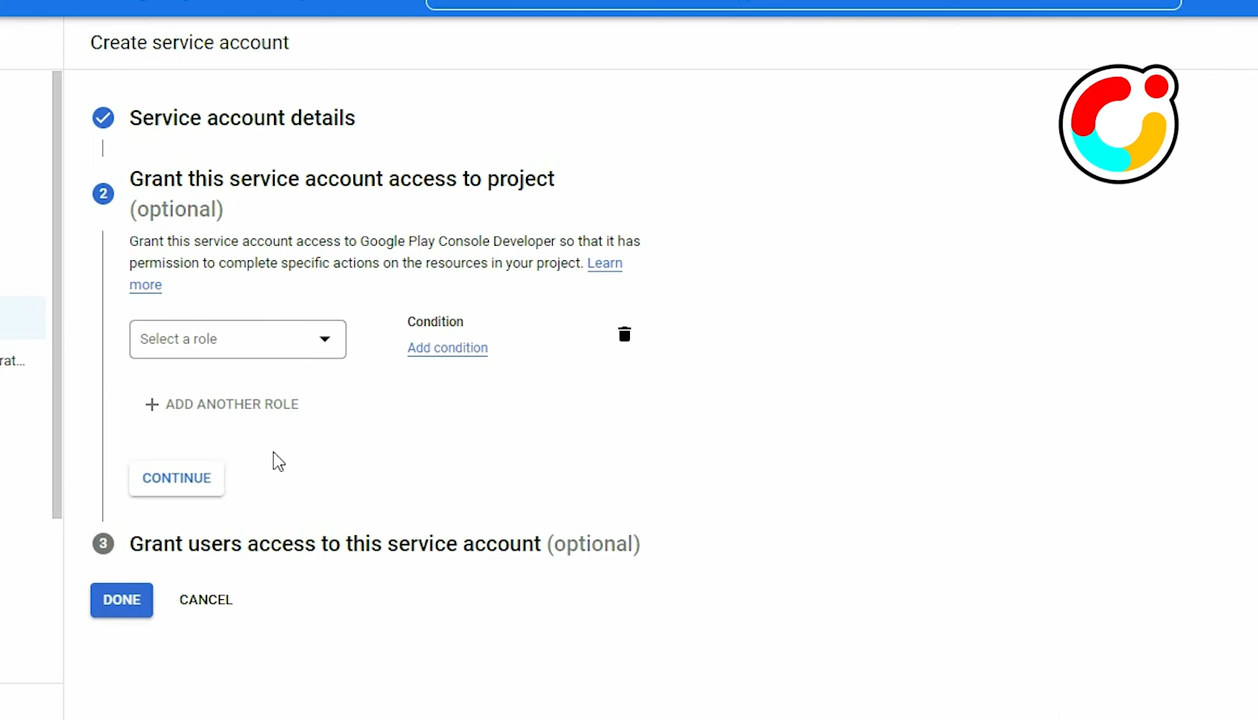 Create service account
Service account details
2
Grant this service account access to project
(optional)
Grant this service account access to Google Play Console Developer so that it has
permission to complete specific actions on the resources in your project. Learn
more
Select a role
Condition
Add condition
rat...
ADD ANOTHER ROLE
CONTINUE
3
Grant users access to this service account (optional)
DONE
CANCEL